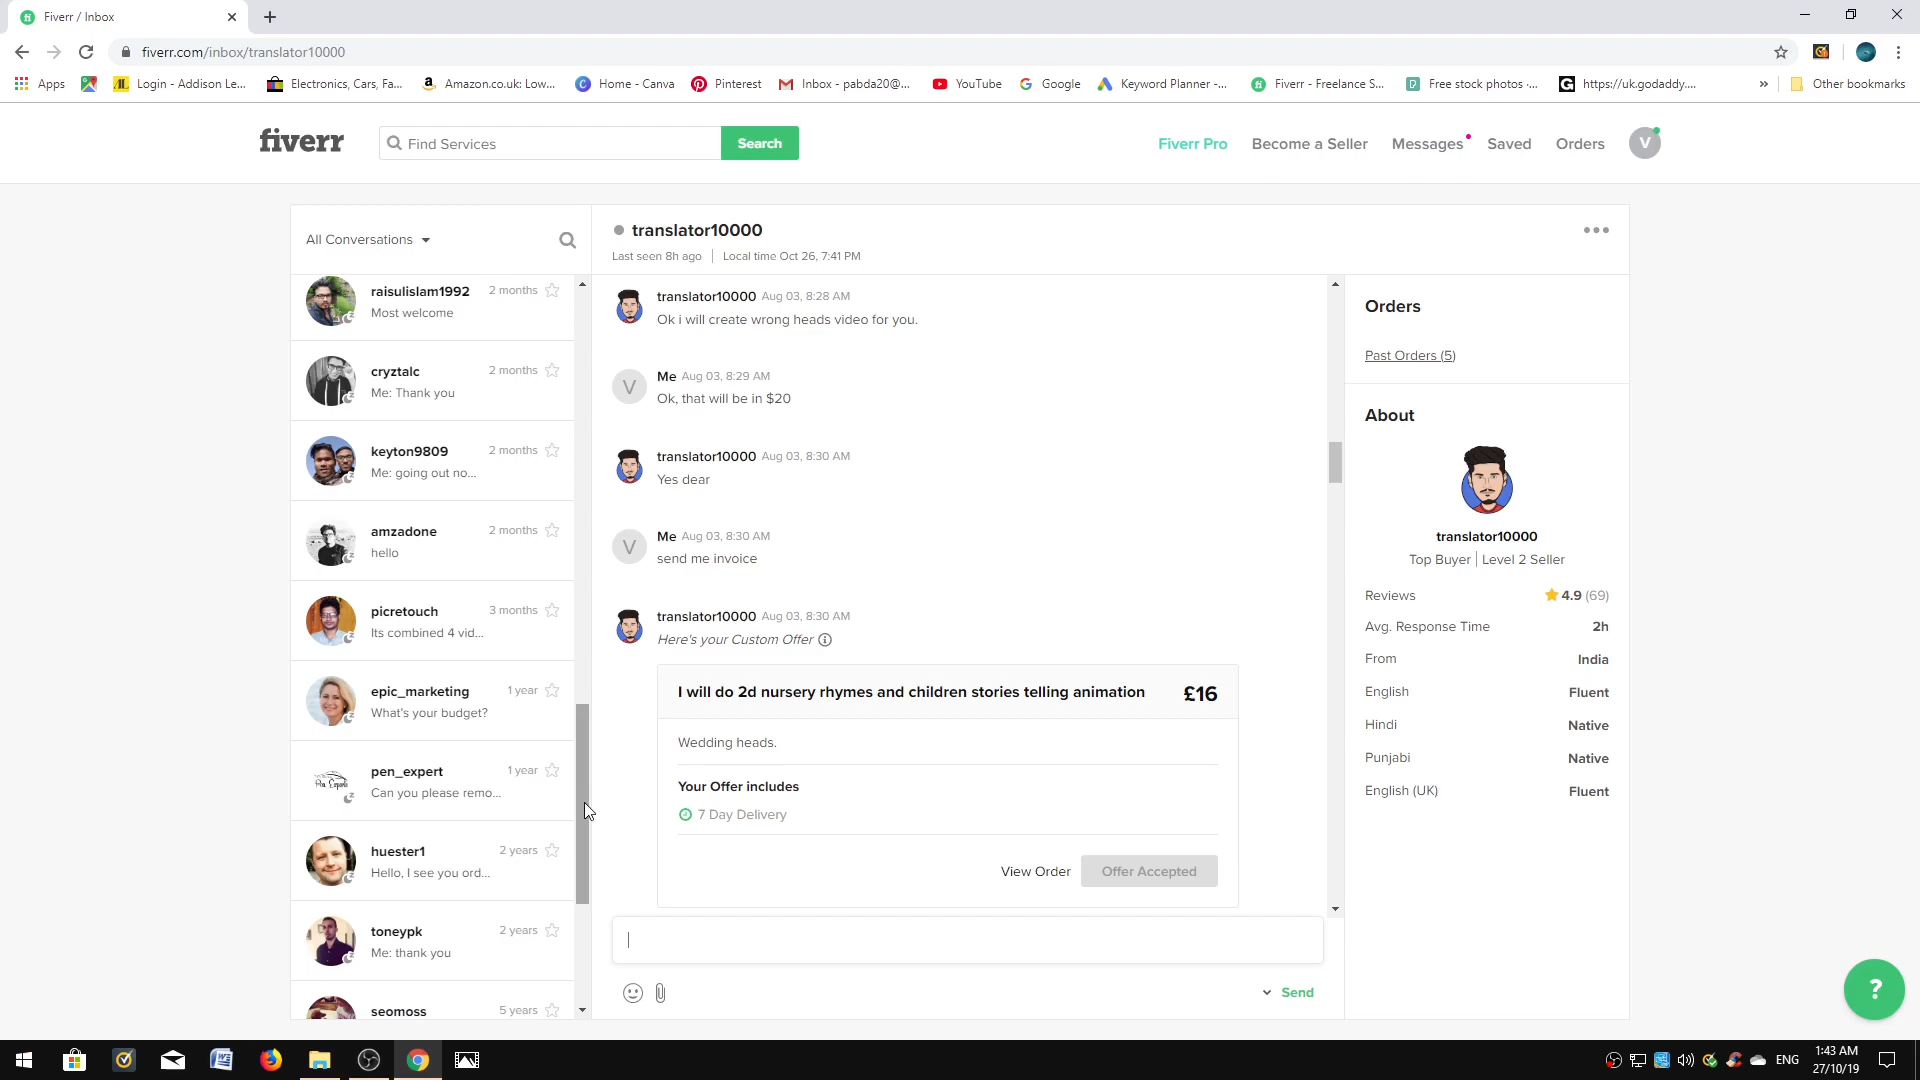 Fiverr / Inbox
fiverr.com/inbox/translator10000
Apps
Login - Addison Le...
Electronics, Cars, Fa...
Amazon.co.uk: Low...
Home - Canva
Pinterest
Inbox - pabda20@...
YouTube
Google
Keyword Planner -...
Fiverr - Freelance S...
Free stock photos -...
https://uk.godaddy....
»
Other bookmarks
fiverr
Find Services
Search
Fiverr Pro
Become a Seller
Messages
Saved
Orders
V
All Conversations
raisulislam1992 2 months
Most welcome
cryztalc 2 months
Me: Thank you
keyton9809 2 months
Me: going out no...
amzadone 2 months
hello
picretouch 3 months
Its combined 4 vid...
epic_marketing 1 year
What's your budget?
pen_expert 1 year
Can you please remo...
huester1 2 years
Hello, I see you ord...
toneypk 2 years
Me: thank you
seomoss 5 years
translator10000
Last seen 8h ago | Local time Oct 26, 7:41 PM
translator10000 Aug 03, 8:28 AM
Ok i will create wrong heads video for you.
V
Me Aug 03, 8:29 AM
Ok, that will be in $20
translator10000 Aug 03, 8:30 AM
Yes dear
V
Me Aug 03, 8:30 AM
send me invoice
translator10000 Aug 03, 8:30 AM
Here's your Custom Offer
I will do 2d nursery rhymes and children stories telling animation £16
Wedding heads.
Your Offer includes
7 Day Delivery
View Order
Offer Accepted
Send
Orders
Past Orders (5)
About
translator10000
Top Buyer | Level 2 Seller
Reviews 4.9 (69)
Avg. Response Time 2h
From India
English Fluent
Hindi Native
Punjabi Native
English (UK) Fluent
?
ENG
1:43 AM
27/10/19